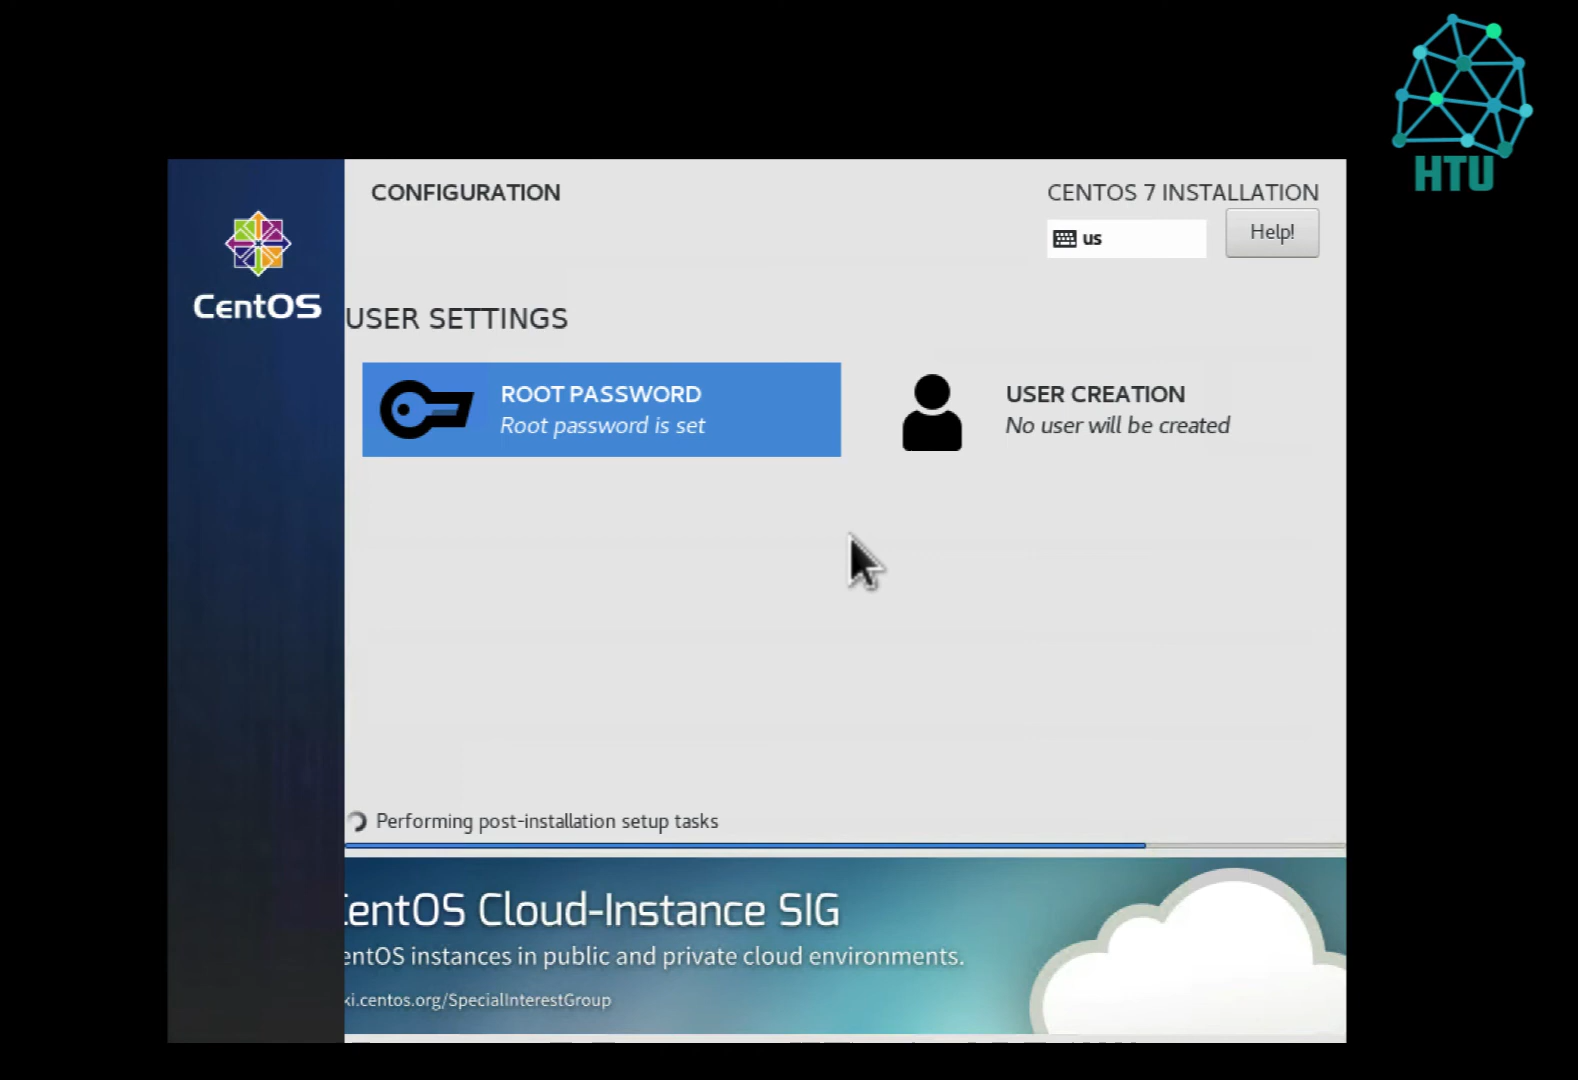 HTU
CONFIGURATION
CENTOS 7 INSTALLATION
us
Help!
CentOS
USER SETTINGS
ROOT PASSWORD
Root password is set
USER CREATION
No user will be created
Performing post-installation setup tasks
CentOS Cloud-Instance SIG
entOS instances in public and private cloud environments.
ki.centos.org/SpecialInterestGroup